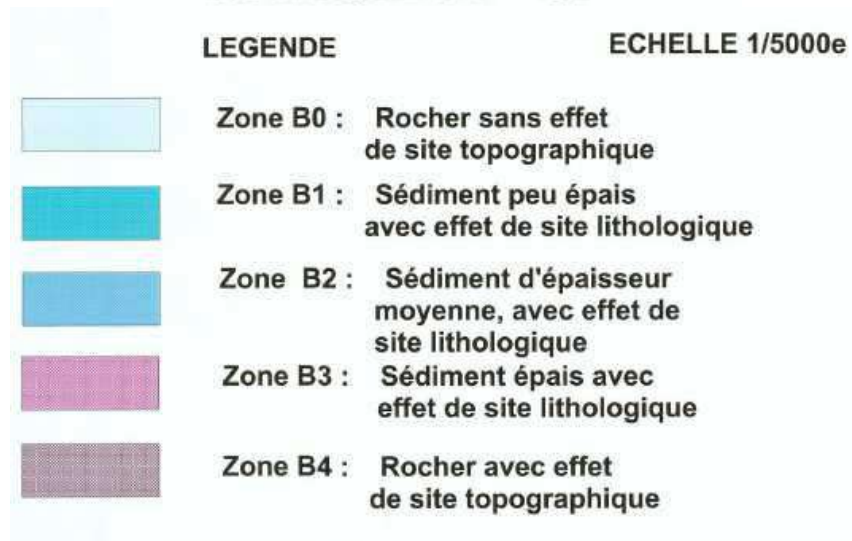 LEGENDE ECHELLE 1/5000e
Zone B0 : Rocher sans effet
de site topographique
Zone B1 : Sédiment peu épais
avec effet de site lithologique
Zone B2 : Sédiment d'épaisseur
moyenne, avec effet de
site lithologique
Zone B3 : Sédiment épais avec
effet de site lithologique
Zone B4 : Rocher avec effet
de site topographique